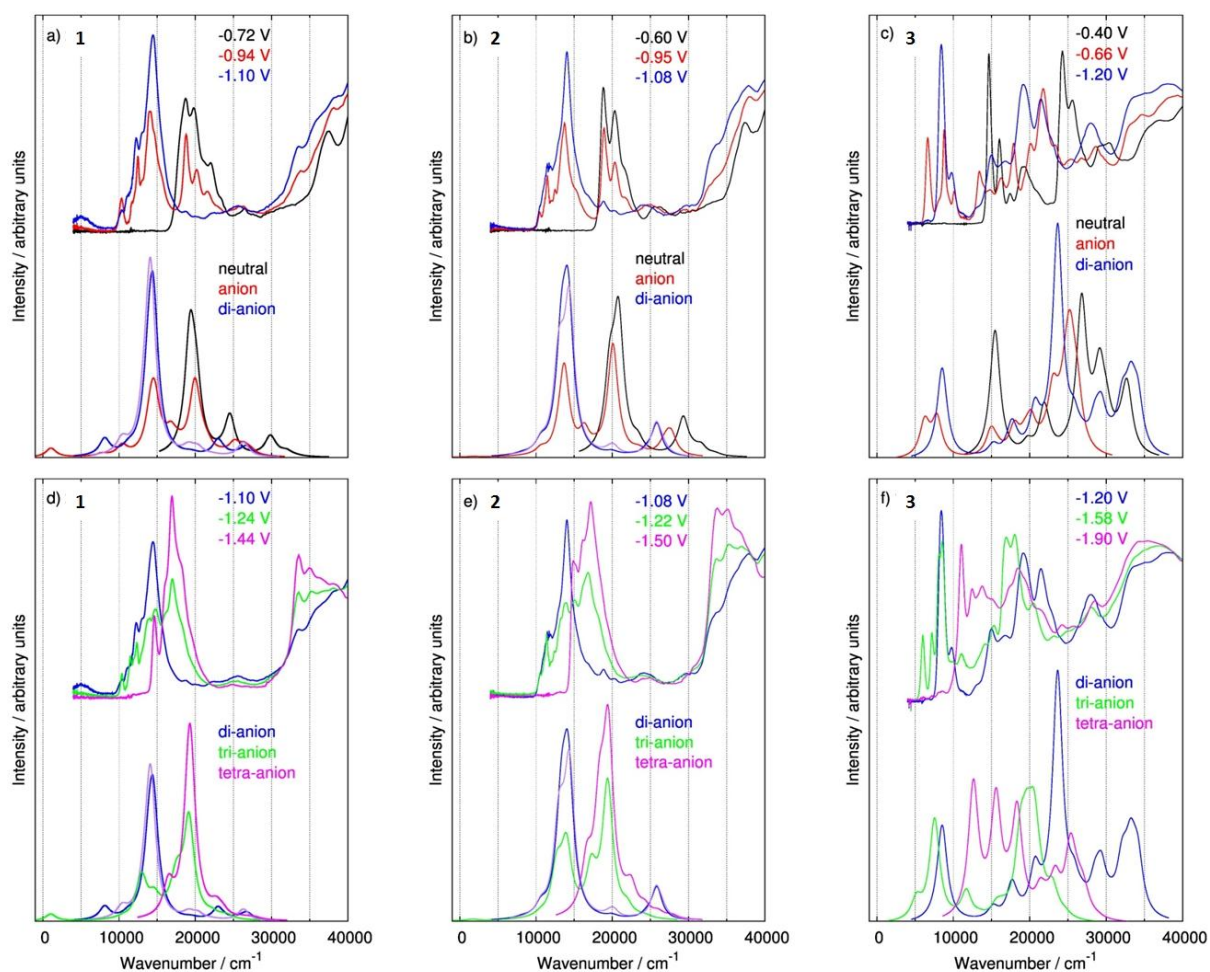 a) 1
-0.72 V
-0.94 V
-1.10 V
neutral
anion
di-anion
Intensity / arbitrary units
b) 2
-0.60 V
-0.95 V
-1.08 V
neutral
anion
di-anion
Intensity / arbitrary units
c) 3
-0.40 V
-0.66 V
-1.20 V
neutral
anion
di-anion
Intensity / arbitrary units
d) 1
-1.10 V
-1.24 V
-1.44 V
di-anion
tri-anion
tetra-anion
Intensity / arbitrary units
0 10000 20000 30000 40000
Wavenumber / cm-1
e) 2
-1.08 V
-1.22 V
-1.50 V
di-anion
tri-anion
tetra-anion
Intensity / arbitrary units
0 10000 20000 30000 40000
Wavenumber / cm-1
f) 3
-1.20 V
-1.58 V
-1.90 V
di-anion
tri-anion
tetra-anion
Intensity / arbitrary units
0 10000 20000 30000 40000
Wavenumber / cm-1